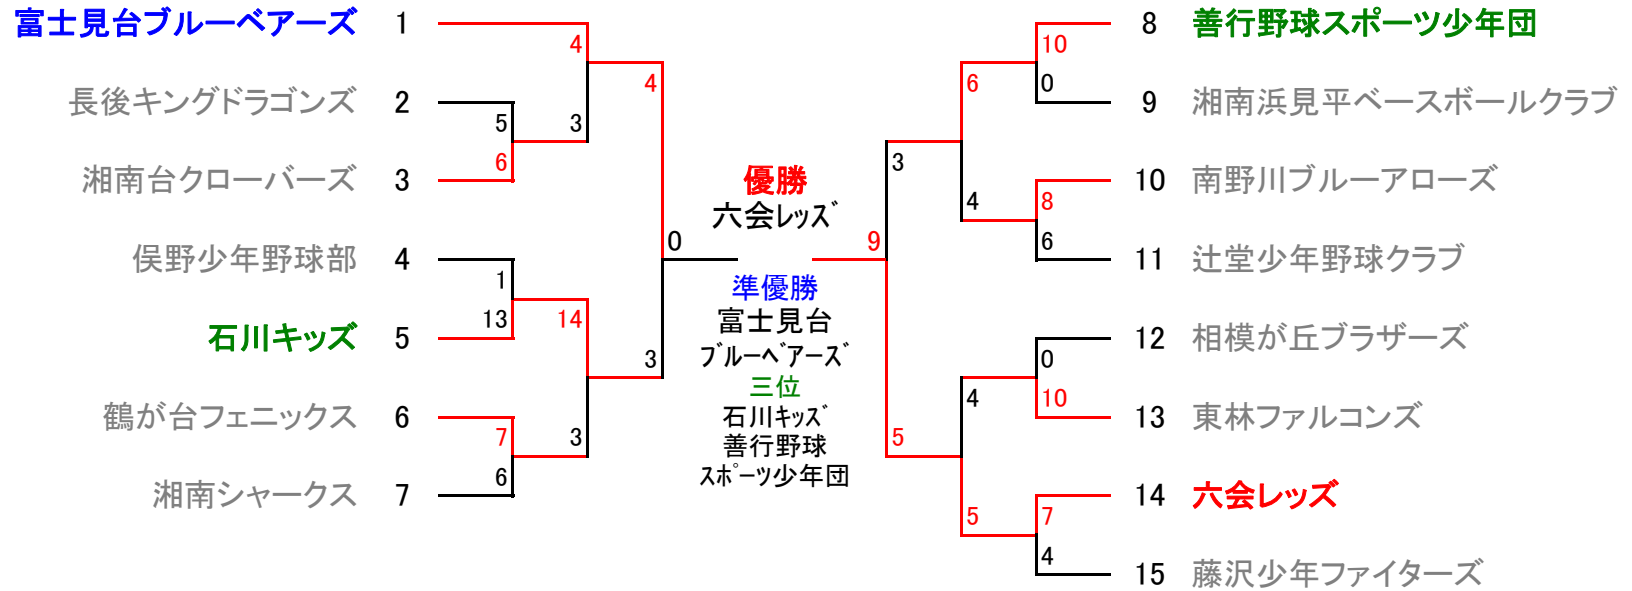 富士見台ブルーベアーズ 1
4
長後キングドラゴンズ 2
5
3
湘南台クローバーズ 3
6
4
俣野少年野球部 4
1
石川キッズ 5
13
14
鶴が台フェニックス 6
7
3
湘南シャークス 7
6
3
0
優勝
六会レッズ
準優勝
富士見台
ブルーベアーズ
三位
石川キッズ
善行野球
スポーツ少年団
9
8 善行野球スポーツ少年団
10
6
0
9 湘南浜見平ベースボールクラブ
3
10 南野川ブルーアローズ
4
8
6
11 辻堂少年野球クラブ
12 相模が丘ブラザーズ
0
4
10
13 東林ファルコンズ
5
14 六会レッズ
5
7
4
15 藤沢少年ファイターズ